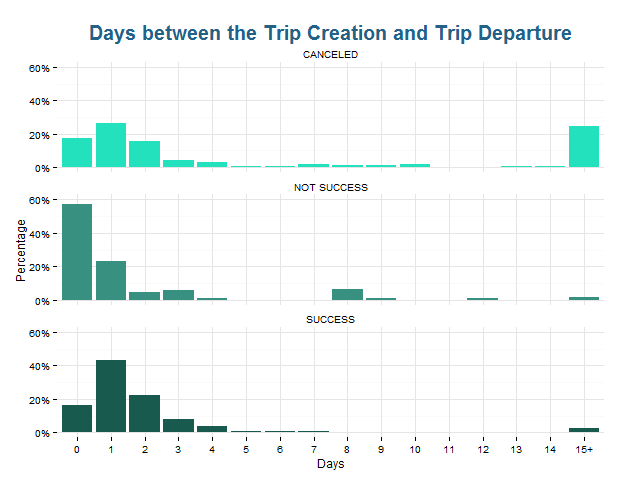 Days between the Trip Creation and Trip Departure
CANCELED
60%
40%
20%
0%
NOT SUCCESS
60%
40%
20%
0%
Percentage
SUCCESS
60%
40%
20%
0%
0 1 2 3 4 5 6 7 8 9 10 11 12 13 14 15+
Days